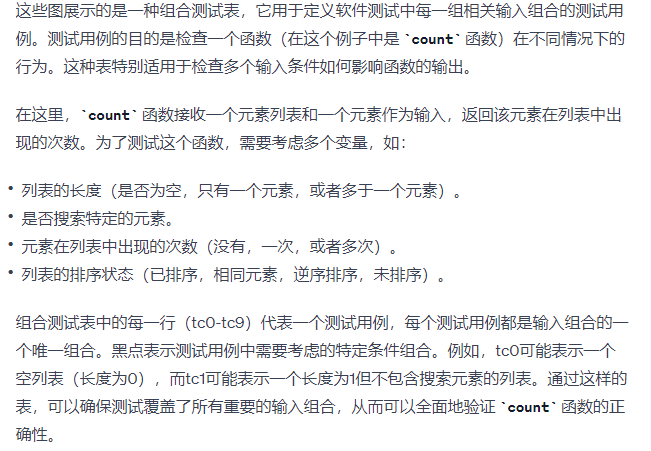 这些图展示的是一种组合测试表，它用于定义软件测试中每一组相关输入组合的测试用
例。测试用例的目的是检查一个函数（在这个例子中是 `count` 函数）在不同情况下的
行为。这种表特别适用于检查多个输入条件如何影响函数的输出。
在这里，`count` 函数接收一个元素列表和一个元素作为输入，返回该元素在列表中出
现的次数。为了测试这个函数，需要考虑多个变量，如：
• 列表的长度（是否为空，只有一个元素，或者多于一个元素）。
• 是否搜索特定的元素。
• 元素在列表中出现的次数（没有，一次，或者多次）。
• 列表的排序状态（已排序，相同元素，逆序排序，未排序）。
组合测试表中的每一行（tc0-tc9）代表一个测试用例，每个测试用例都是输入组合的一
个唯一组合。黑点表示测试用例中需要考虑的特定条件组合。例如，tc0可能表示一个
空列表（长度为0），而tc1可能表示一个长度为1但不包含搜索元素的列表。通过这样的
表，可以确保测试覆盖了所有重要的输入组合，从而可以全面地验证 `count` 函数的正
确性。